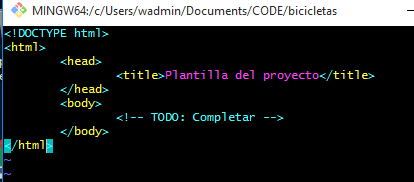 MINGW64:/c/Users/wadmin/Documents/CODE/bicicletas
<!DOCTYPE html>
<html>
        <head>
                <title>Plantilla del proyecto</title>
        </head>
        <body>
                <!-- TODO: Completar -->
        </body>
</html>
~
~